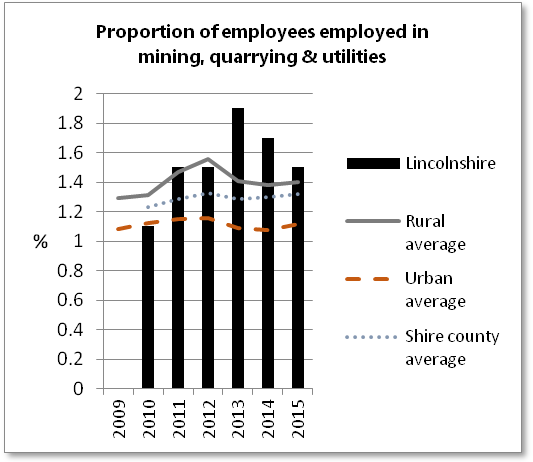 Proportion of employees employed in
mining, quarrying & utilities
2
1.8
1.6
1.4
1.2
1
0.8
0.6
0.4
0.2
0
%
2009
2010
2011
2012
2013
2014
2015
Lincolnshire
Rural
average
Urban
average
Shire county
average